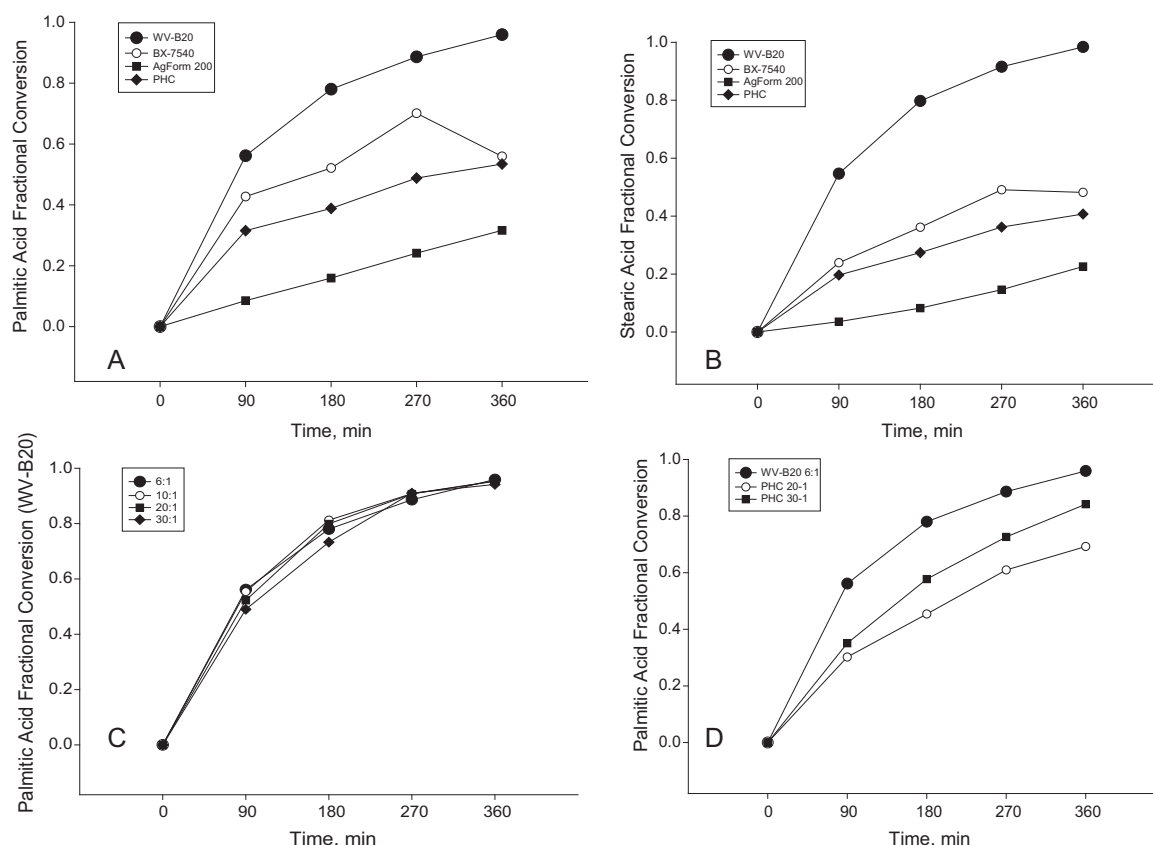 Palmitic Acid Fractional Conversion
1.0
0.8
0.6
0.4
0.2
0.0
WV-B20
BX-7540
AgForm 200
PHC
A
0 90 180 270 360
Time, min
Stearic Acid Fractional Conversion
1.0
0.8
0.6
0.4
0.2
0.0
WV-B20
BX-7540
AgForm 200
PHC
B
0 90 180 270 360
Time, min
Palmitic Acid Fractional Conversion (WV-B20)
1.0
0.8
0.6
0.4
0.2
0.0
6:1
10:1
20:1
30:1
C
0 90 180 270 360
Time, min
Palmitic Acid Fractional Conversion
1.0
0.8
0.6
0.4
0.2
0.0
WV-B20 6:1
PHC 20-1
PHC 30-1
D
0 90 180 270 360
Time, min